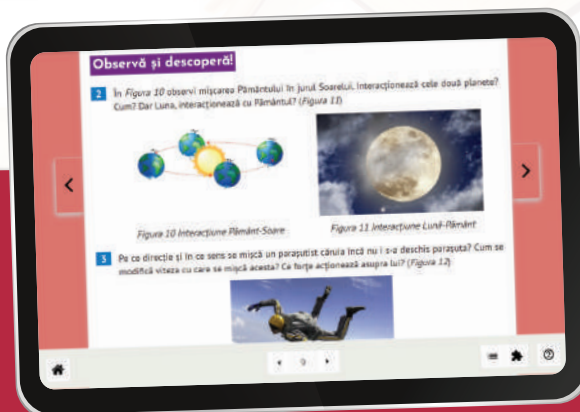 Observă și descoperă!
2 În Figura 10 observi mișcarea Pământului în jurul Soarelui. Interacționează cele două planete?
Cum? Dar Luna, interacționează cu Pământul? (Figura 11)
Figura 10 Interacțiune Pământ-Soare
Figura 11 Interacțiune Lună-Pământ
3 Pe ce direcție și în ce sens se mișcă un parașutist căruia încă nu i s-a deschis parașuta? Cum se
modifică viteza cu care se mișcă acesta? Ce forțe acționează asupra lui? (Figura 12)
9